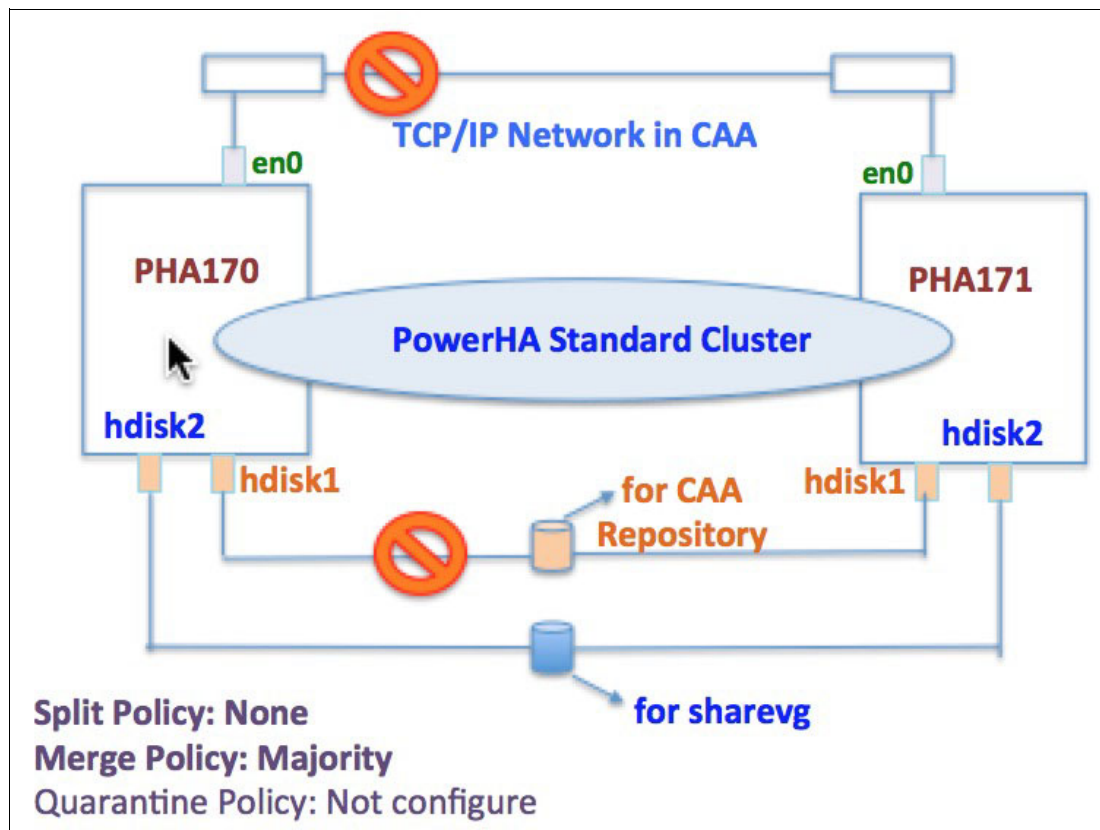 TCP/IP Network in CAA
en0
en0
PHA170
PHA171
PowerHA Standard Cluster
hdisk2
hdisk2
hdisk1
hdisk1
for CAA
Repository
for sharevg
Split Policy: None
Merge Policy: Majority
Quarantine Policy: Not configure